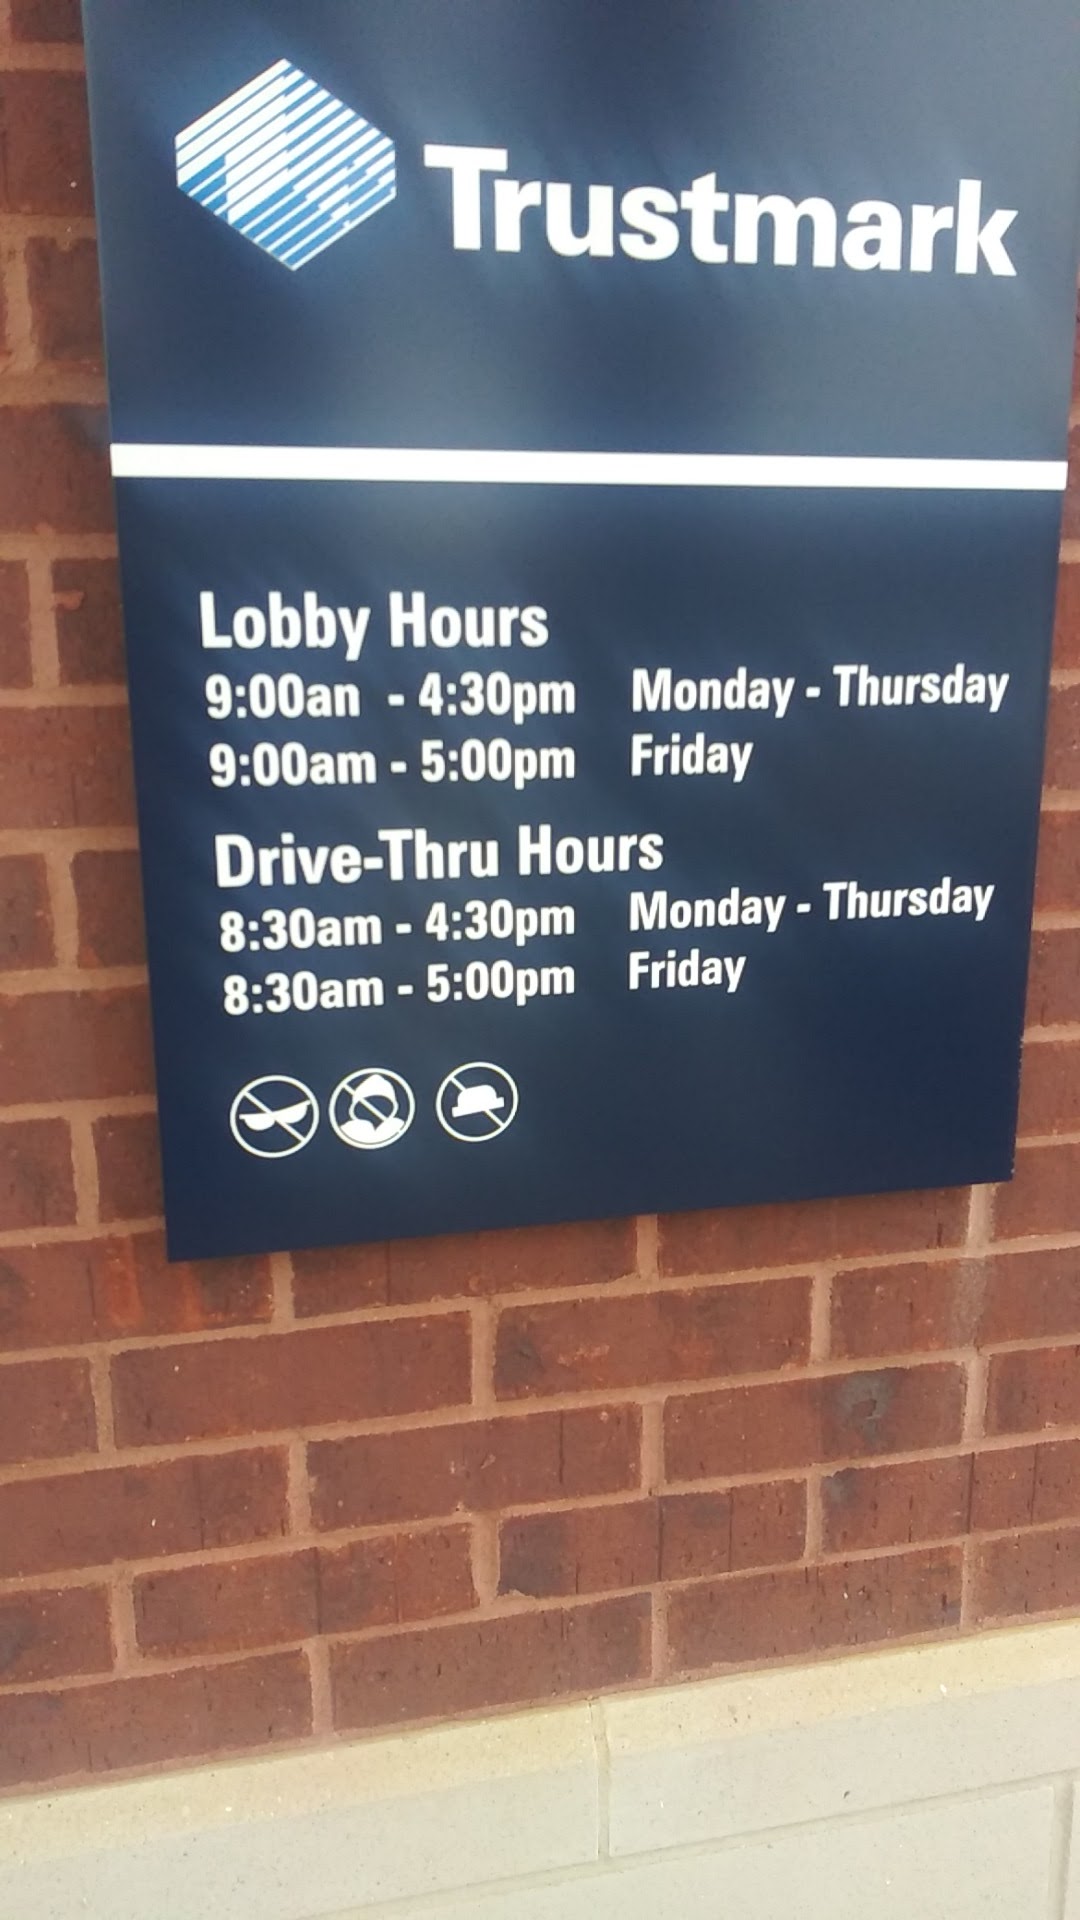 Trustmark
Lobby Hours
9:00an - 4:30pm Monday - Thursday
9:00am - 5:00pm Friday
Drive-Thru Hours
8:30am - 4:30pm Monday - Thursday
8:30am - 5:00pm Friday